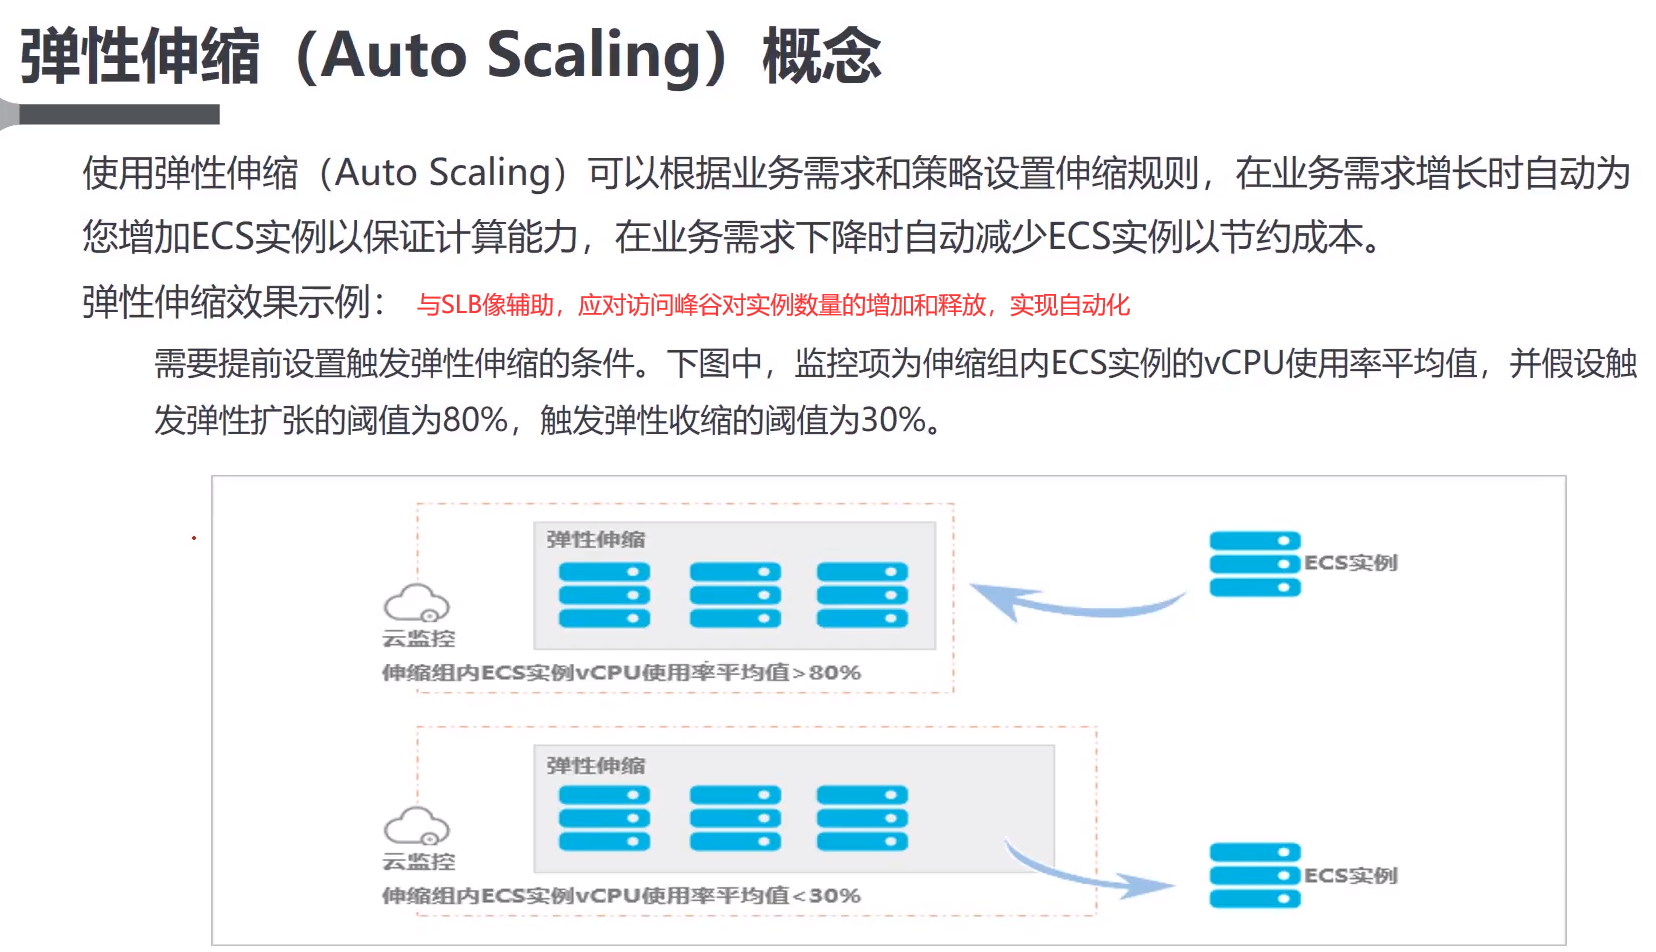 弹性伸缩（Auto Scaling）概念
使用弹性伸缩（Auto Scaling）可以根据业务需求和策略设置伸缩规则，在业务需求增长时自动为
您增加ECS实例以保证计算能力，在业务需求下降时自动减少ECS实例以节约成本。
弹性伸缩效果示例： 与SLB像辅助，应对访问峰谷对实例数量的增加和释放，实现自动化
需要提前设置触发弹性伸缩的条件。下图中，监控项为伸缩组内ECS实例的vCPU使用率平均值，并假设触
发弹性扩张的阈值为80%，触发弹性收缩的阈值为30%。
弹性伸缩
ECS实例
云监控
伸缩组内ECS实例vCPU使用率平均值>80%
弹性伸缩
云监控
ECS实例
伸缩组内ECS实例vCPU使用率平均值<30%